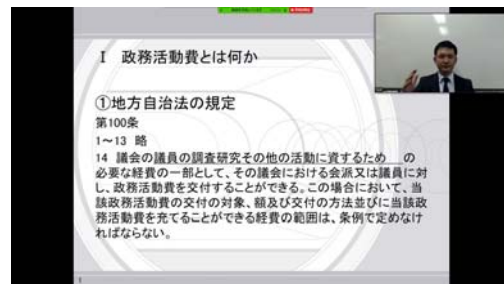 Ⅰ 政務活動費とは何か
①地方自治法の規定
第100条
1～13 略
14 議会の議員の調査研究その他の活動に資するため の
必要な経費の一部として、その議会における会派又は議員に対
し、政務活動費を交付することができる。この場合において、当
該政務活動費の交付の対象、額及び交付の方法並びに当該政
務活動費を充てることができる経費の範囲は、条例で定めなけ
ればならない。